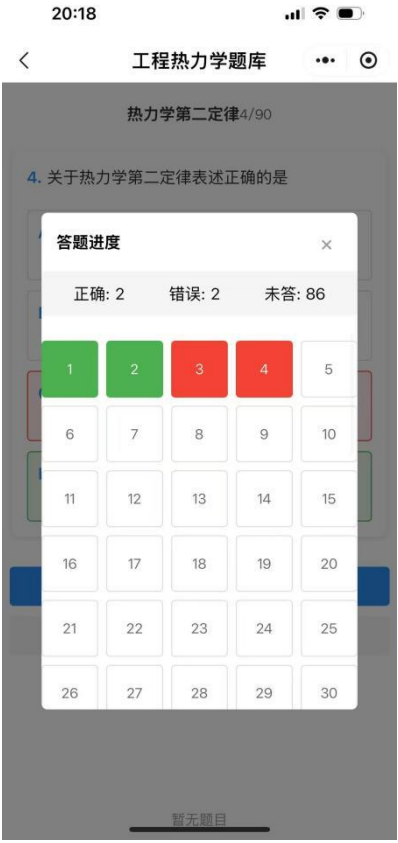 20:18
工程热力学题库
热力学第二定律4/90
4. 关于热力学第二定律表述正确的是
答题进度 ×
正确: 2 错误: 2 未答: 86
1 2 3 4 5
6 7 8 9 10
11 12 13 14 15
16 17 18 19 20
21 22 23 24 25
26 27 28 29 30
暂无题目